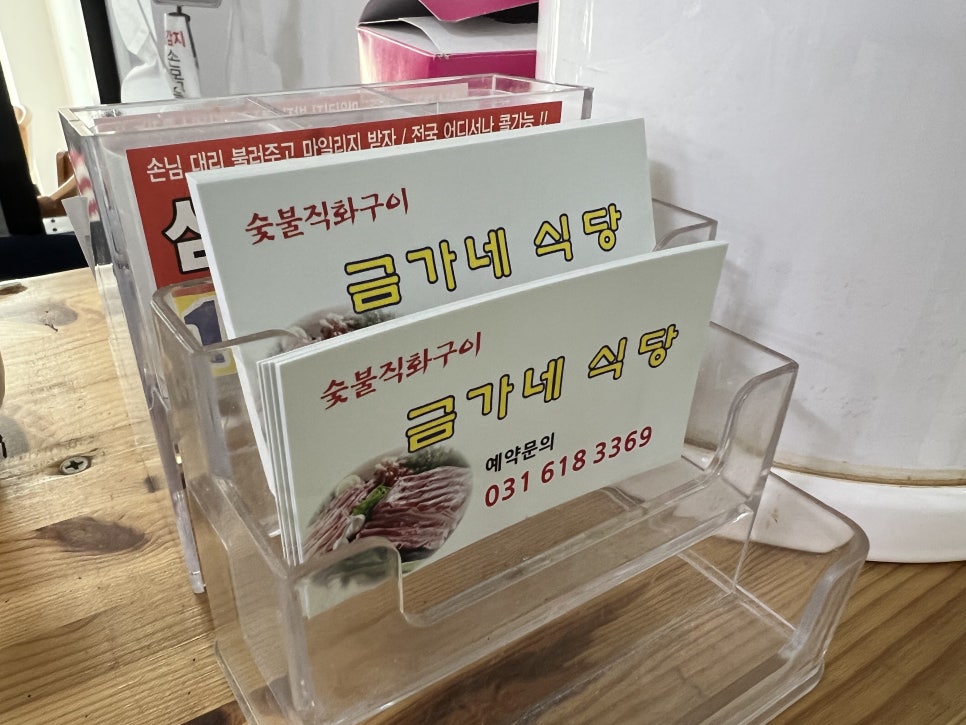 손님 대리 불러주고 마일리지 받자 / 전국 어디서나 콜가능 !!
숯불직화구이
금가네 식당
숯불직화구이
금가네 식당
예약문의
031 618 3369